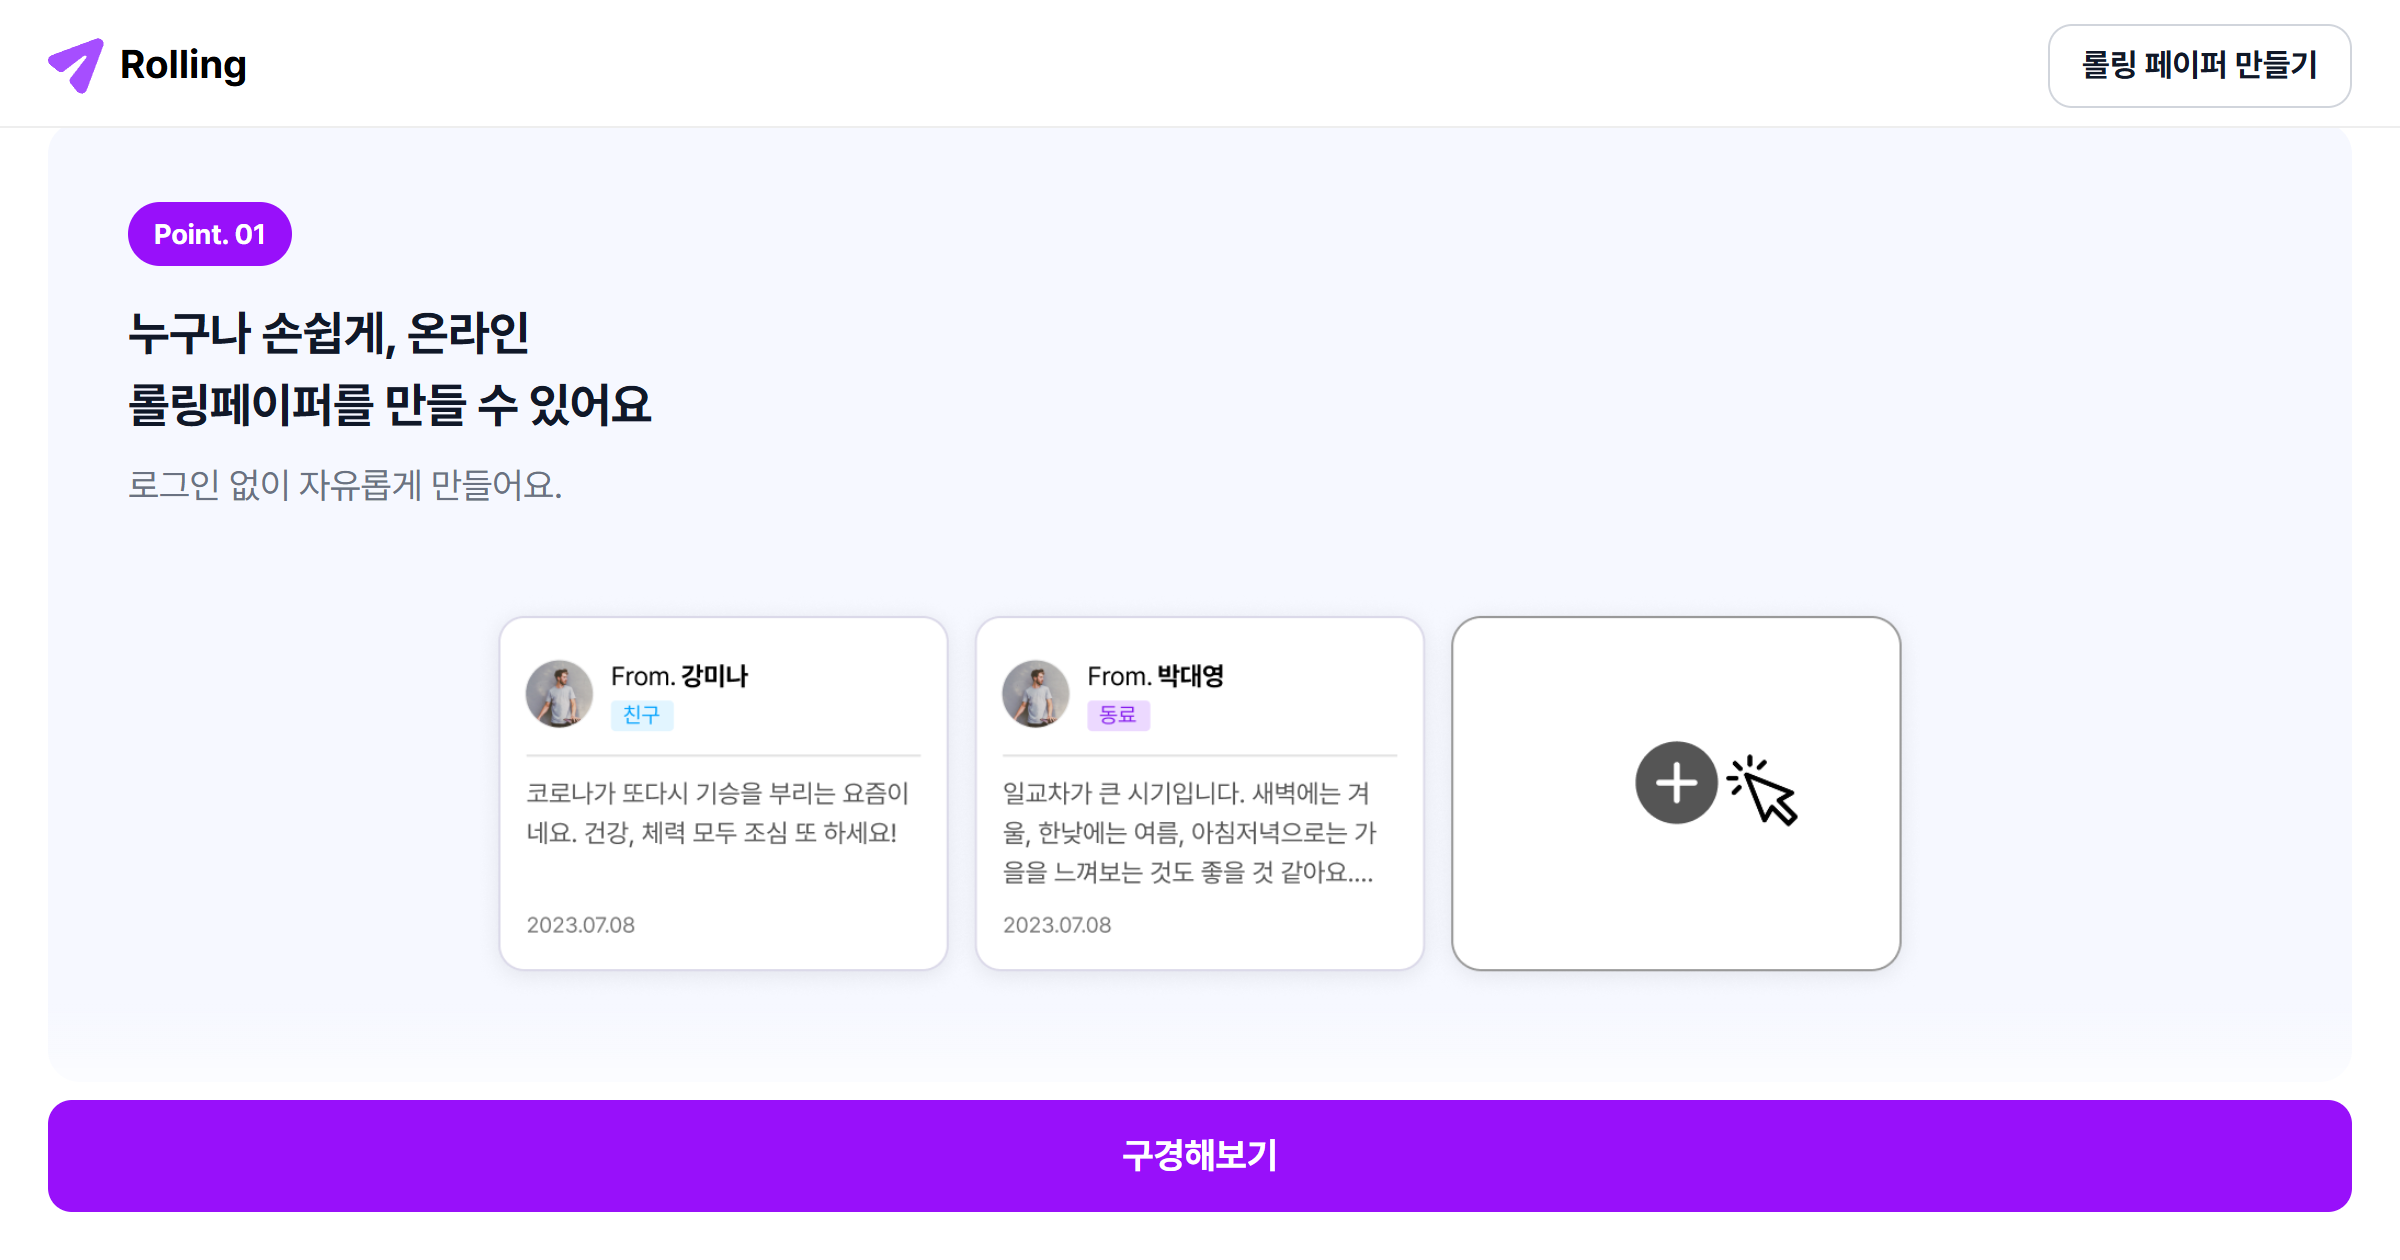 Rolling
롤링 페이퍼 만들기
Point. 01
누구나 손쉽게, 온라인
롤링페이퍼를 만들 수 있어요
로그인 없이 자유롭게 만들어요.
From. 강미나
친구
코로나가 또다시 기승을 부리는 요즘이
네요. 건강, 체력 모두 조심 또 하세요!
2023.07.08
From. 박대영
동료
일교차가 큰 시기입니다. 새벽에는 겨
울, 한낮에는 여름, 아침저녁으로는 가
을을 느껴보는 것도 좋을 것 같아요....
2023.07.08
구경해보기